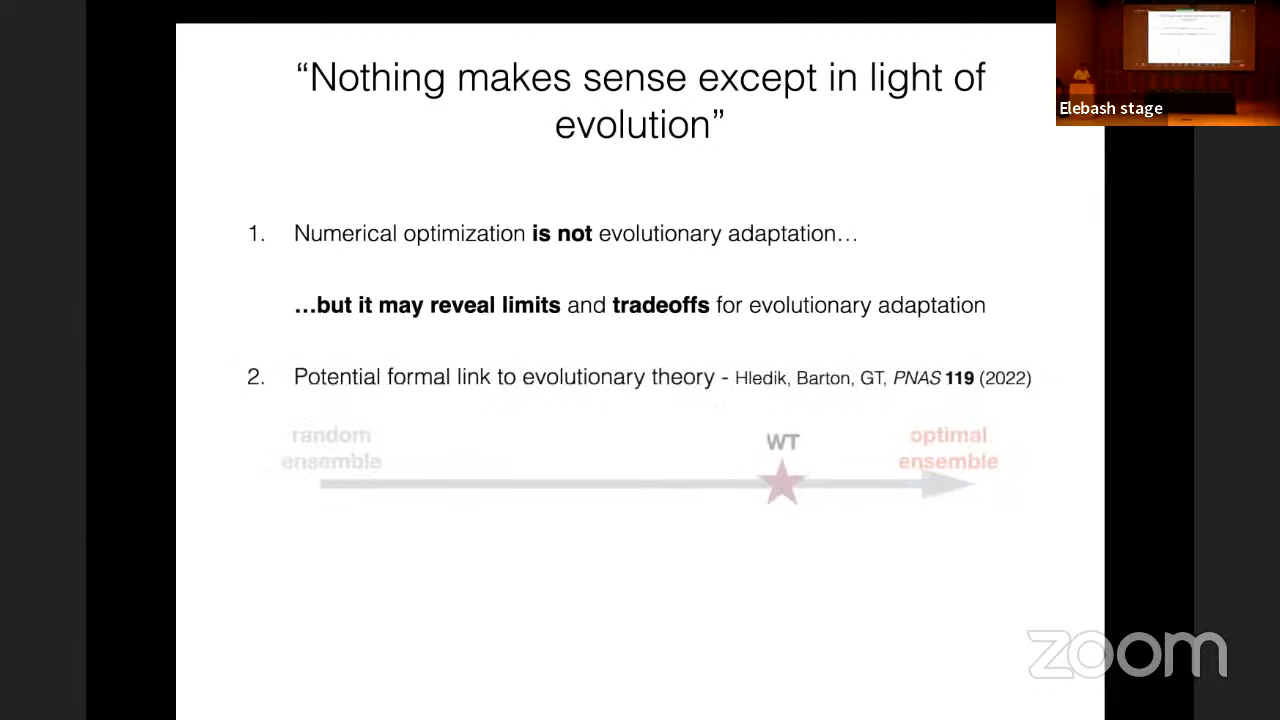 “Nothing makes sense except in light of
evolution”
Elebash stage
1. Numerical optimization is not evolutionary adaptation…
…but it may reveal limits and tradeoffs for evolutionary adaptation
2. Potential formal link to evolutionary theory - Hledik, Barton, GT, PNAS 119 (2022)
random
ensemble
WT
optimal
ensemble
zoom